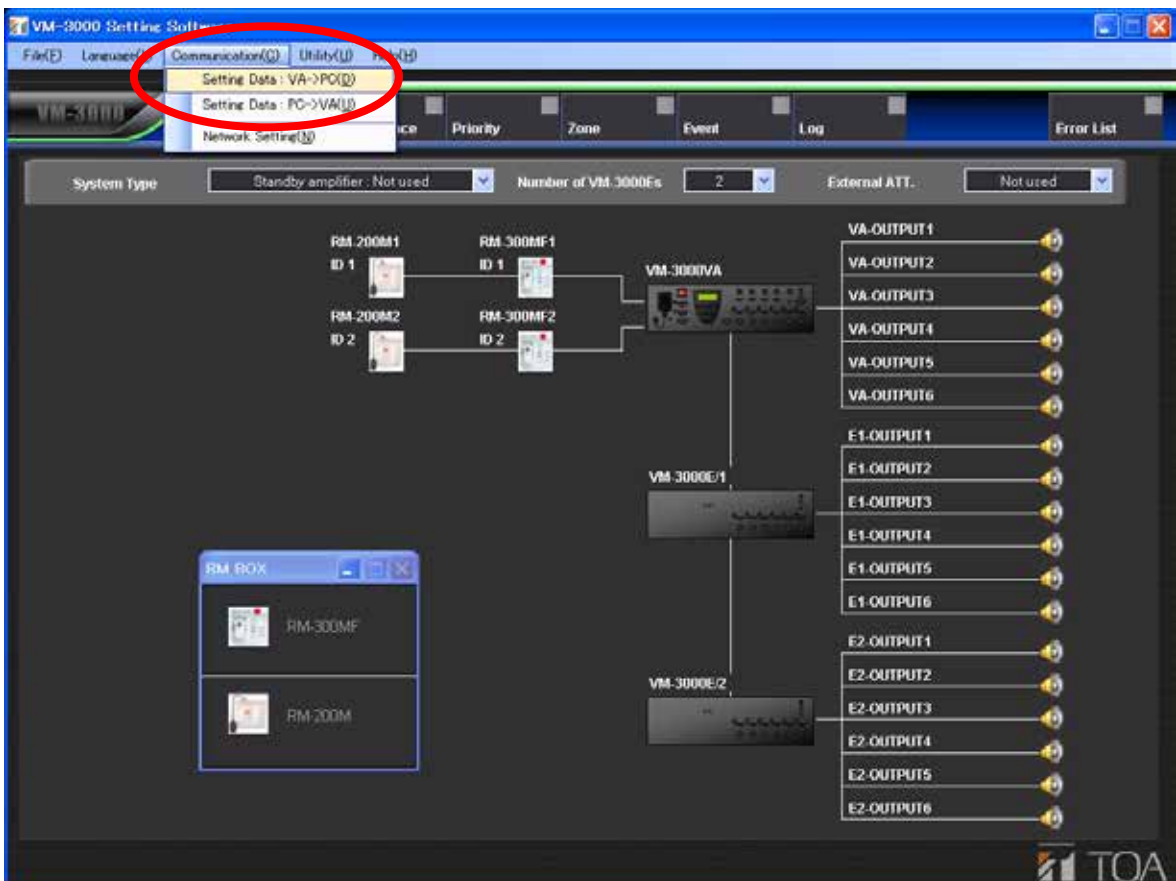 VM-3000 Setting Software
File(F) Language(L) Communication(C) Utility(U) Help(H)
Setting Data : VA->PC(D)
Setting Data : PC->VA(U)
Network Setting(N)
VM-3000
Priority Zone Event Log Error List
System Type Standby amplifier : Not used Number of VM-3000Es 2 External ATT. Not used
RM-200M1 RM-300MF1
ID 1 ID 1
RM-200M2 RM-300MF2
ID 2 ID 2
VM-3000VA
VA-OUTPUT1
VA-OUTPUT2
VA-OUTPUT3
VA-OUTPUT4
VA-OUTPUT5
VA-OUTPUT6
VM-3000E/1
E1-OUTPUT1
E1-OUTPUT2
E1-OUTPUT3
E1-OUTPUT4
E1-OUTPUT5
E1-OUTPUT6
RM BOX
RM-300MF
RM-200M
VM-3000E/2
E2-OUTPUT1
E2-OUTPUT2
E2-OUTPUT3
E2-OUTPUT4
E2-OUTPUT5
E2-OUTPUT6
TOA